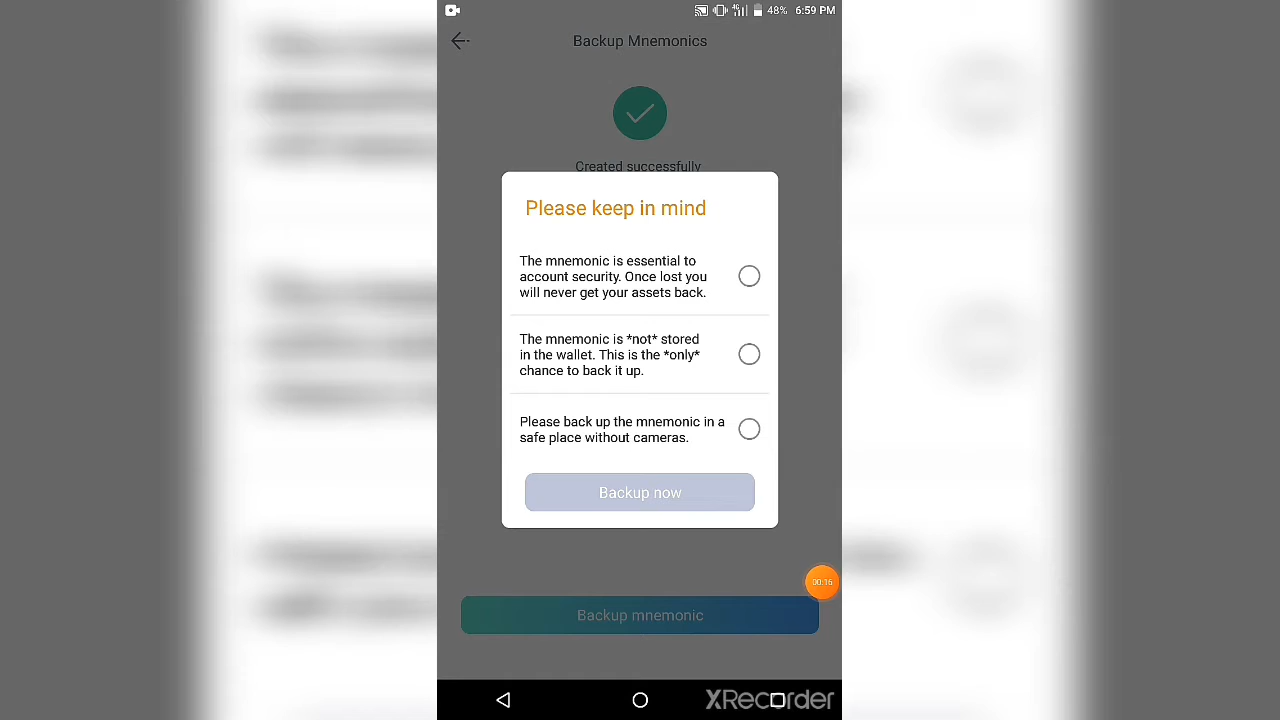 48% 6:59 PM
Backup Mnemonics
Created successfully
Please keep in mind
The mnemonic is essential to
account security. Once lost you
will never get your assets back.
The mnemonic is *not* stored
in the wallet. This is the *only*
chance to back it up.
Please back up the mnemonic in a
safe place without cameras.
Backup now
00:16
Backup mnemonic
XRecorder